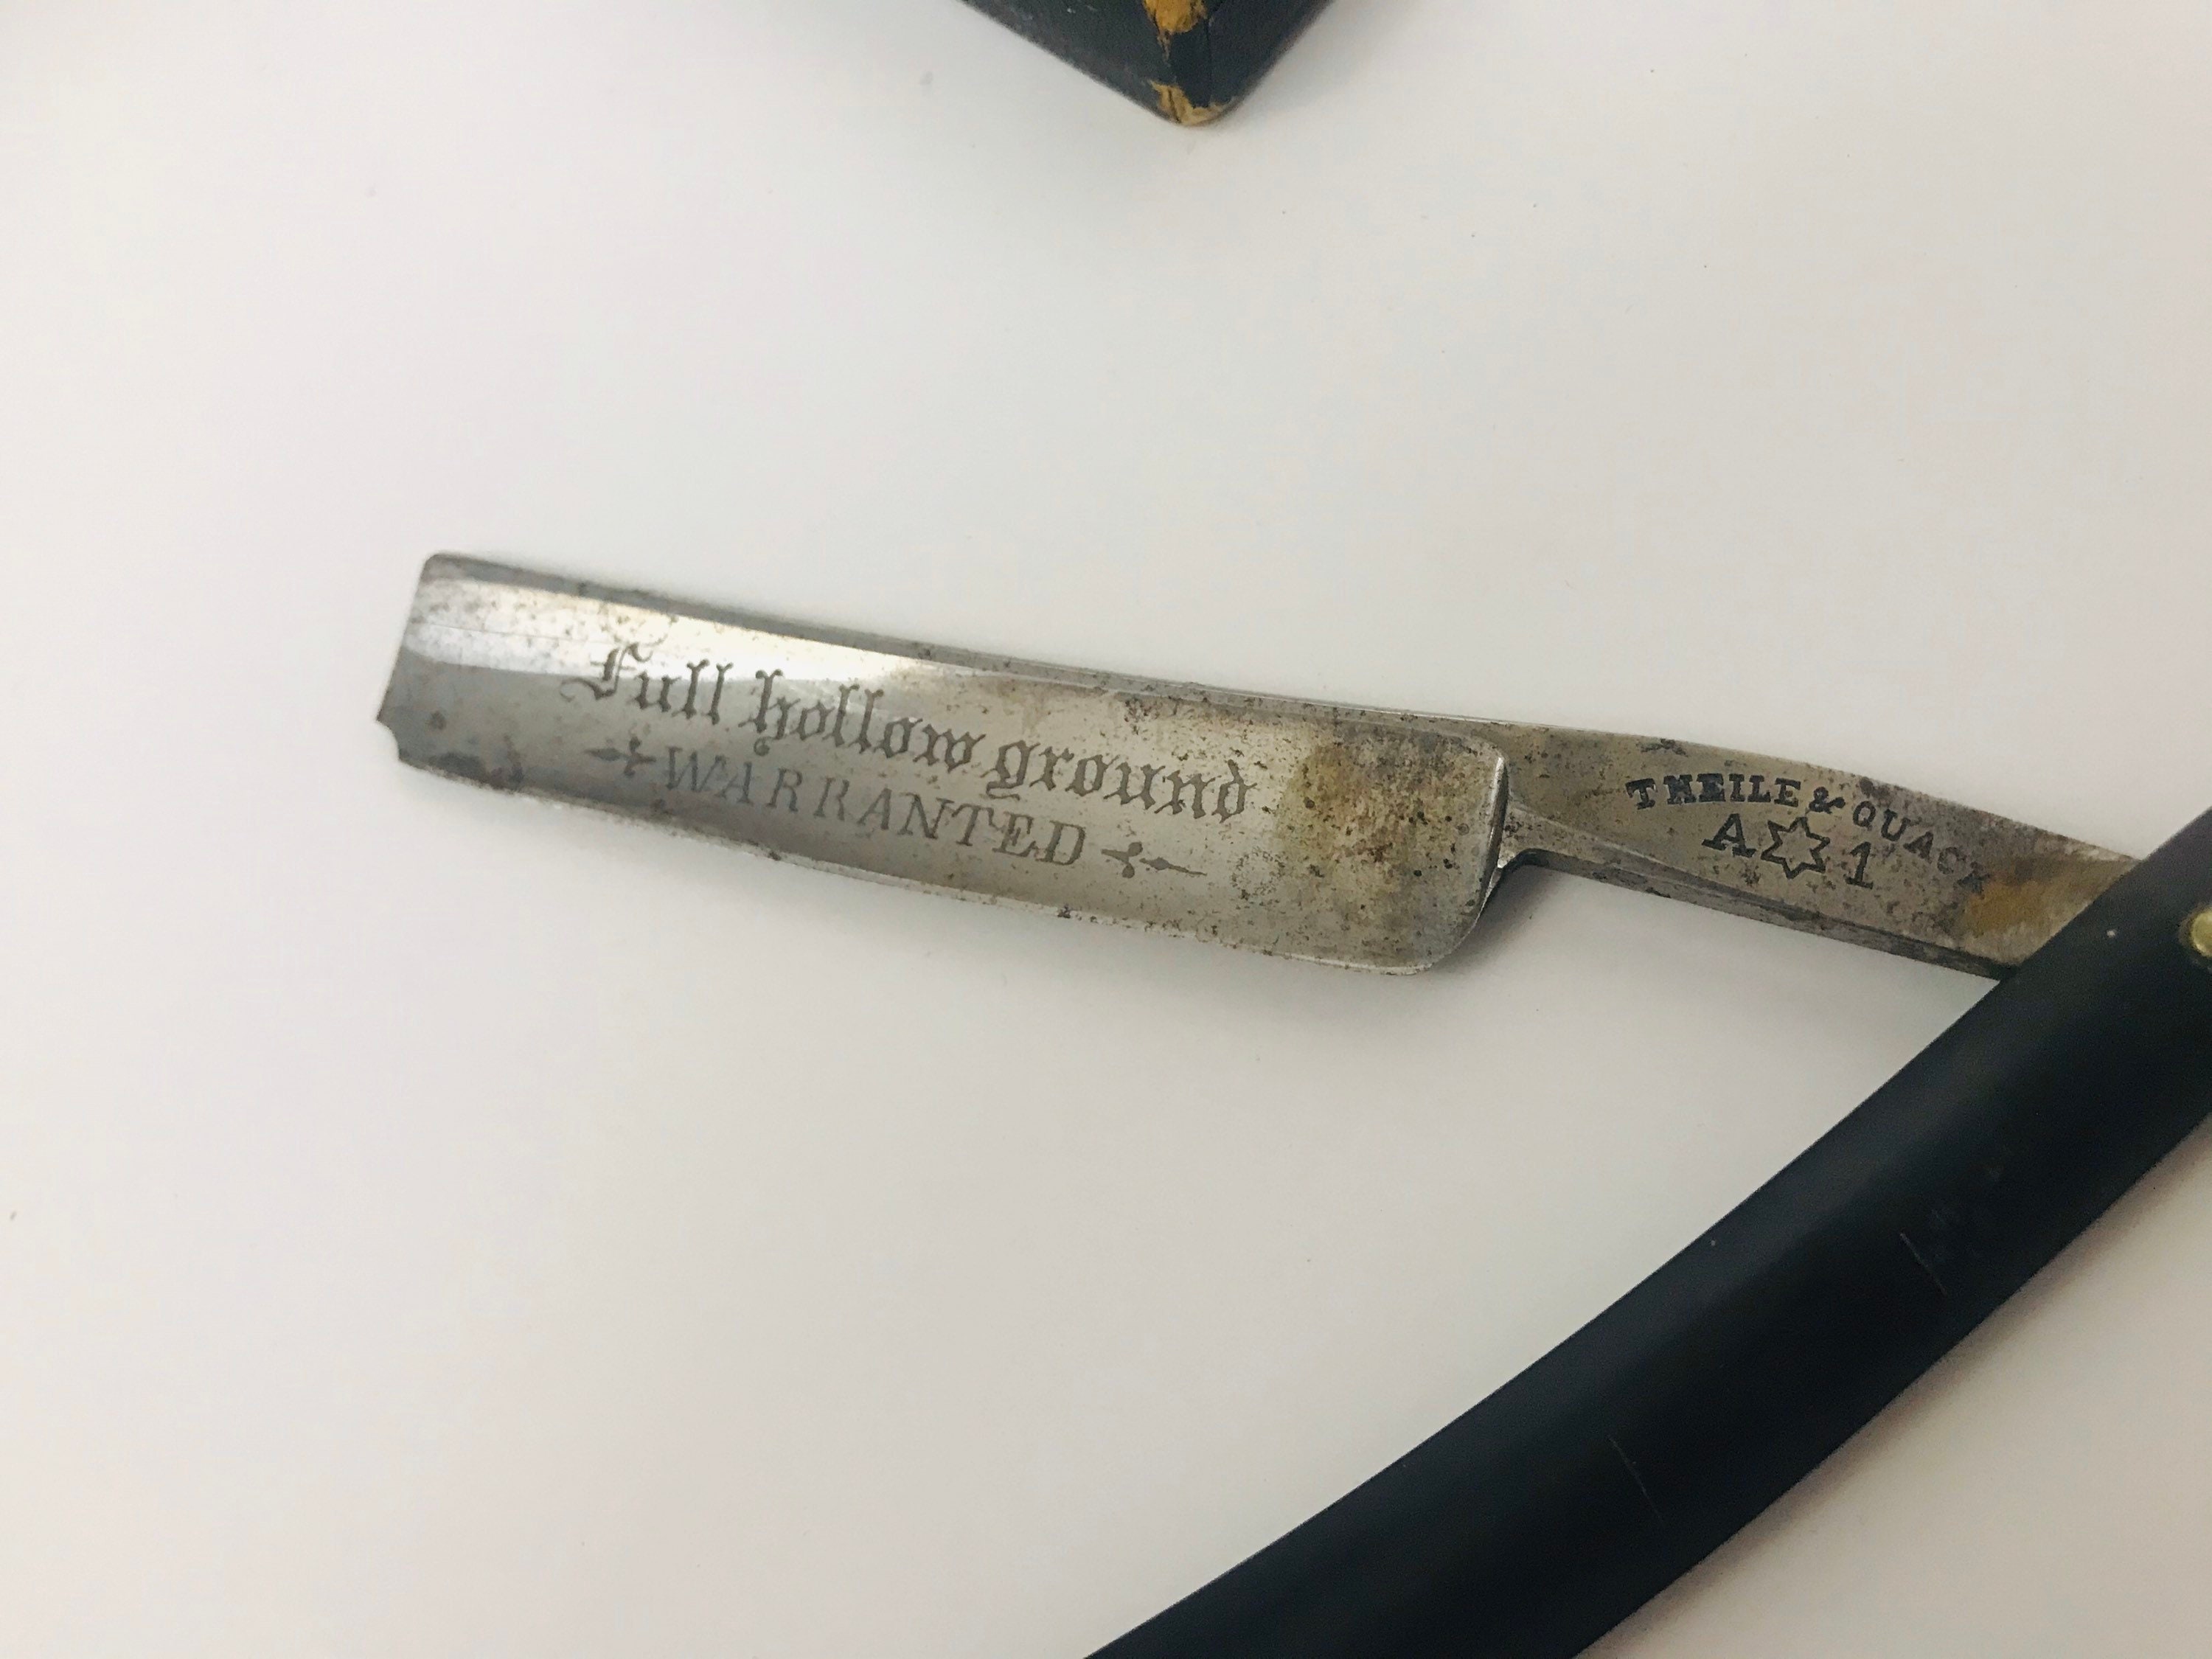 Full hollow ground
WARRANTED
THEILE & QUACK
A 1